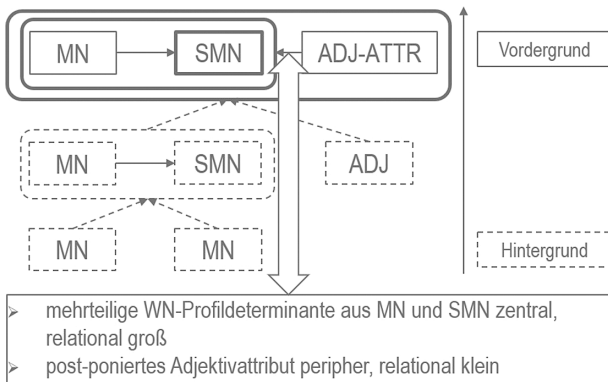 MN SMN ADJ-ATTR Vordergrund
MN SMN ADJ
MN MN Hintergrund
mehrteilige WN-Profildeterminante aus MN und SMN zentral,
relational groß
post-poniertes Adjektivattribut peripher, relational klein